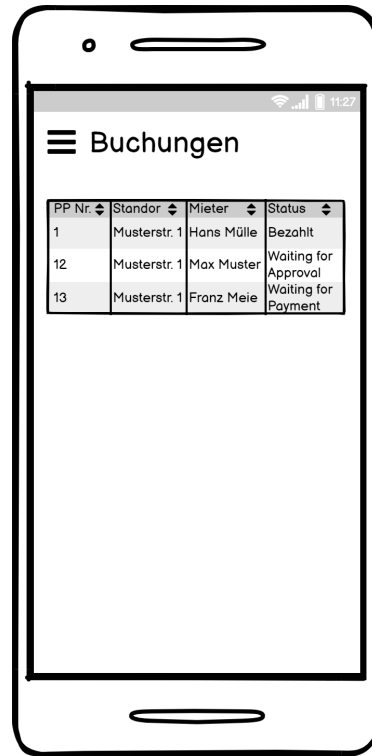 11:27
Buchungen
PP Nr. Standor Mieter Status
1 Musterstr. 1 Hans Mülle Bezahlt
12 Musterstr. 1 Max Muster Waiting for
Approval
13 Musterstr. 1 Franz Meie Waiting for
Payment